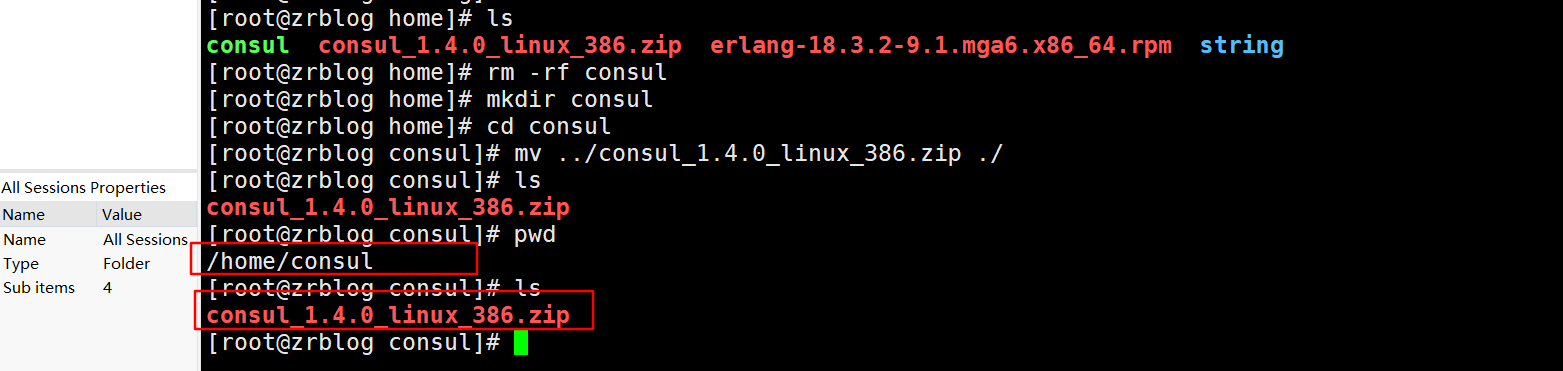 [root@zrblog home]# ls
consul  consul_1.4.0_linux_386.zip  erlang-18.3.2-9.1.mga6.x86_64.rpm  string
[root@zrblog home]# rm -rf consul
[root@zrblog home]# mkdir consul
[root@zrblog home]# cd consul
[root@zrblog consul]# mv ../consul_1.4.0_linux_386.zip ./
[root@zrblog consul]# ls
consul_1.4.0_linux_386.zip
[root@zrblog consul]# pwd
/home/consul
[root@zrblog consul]# ls
consul_1.4.0_linux_386.zip
[root@zrblog consul]#
All Sessions Properties
Name Value
Name All Sessions
Type Folder
Sub items 4